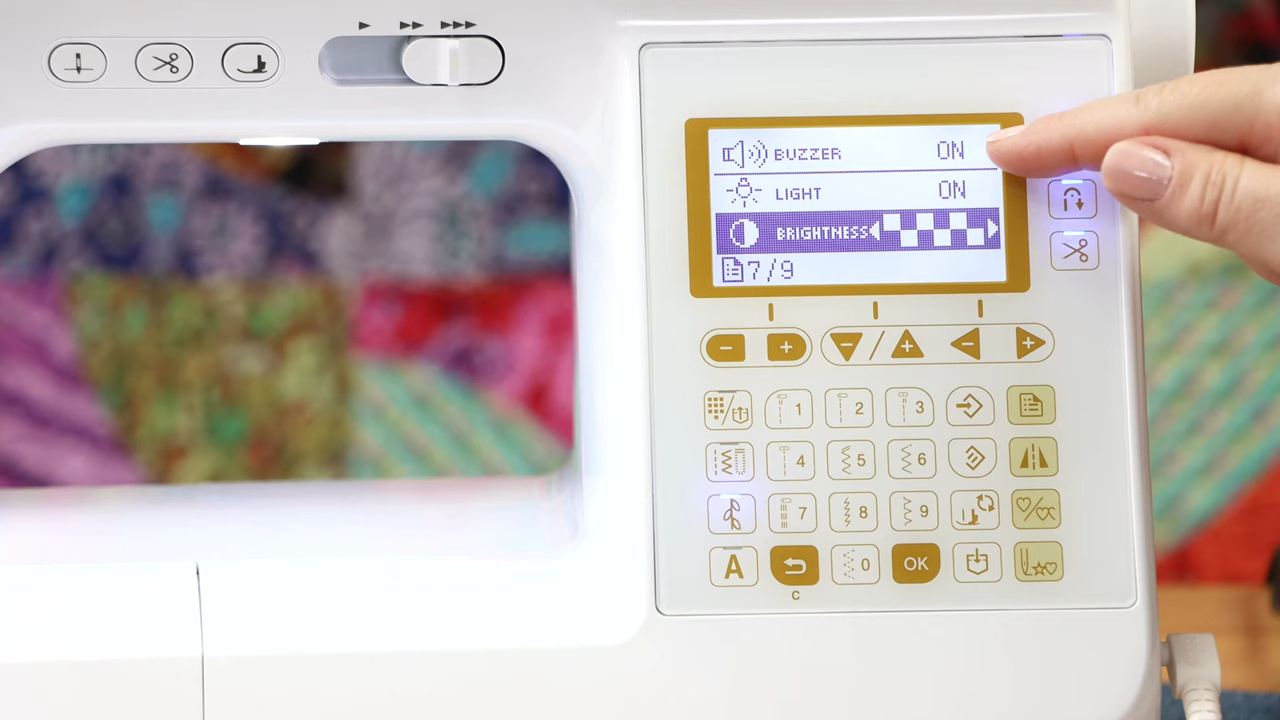 BUZZER ON
LIGHT ON
BRIGHTNESS
7/9
- + - / + - +
1 2 3
4 5 6
7 8 9
A 0 OK
C